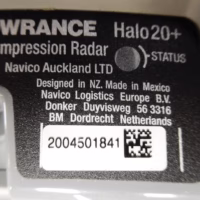 WRANCE Halo20+
mpression Radar
STATUS
Navico Auckland LTD
Designed in NZ. Made in Mexico
Navico Logistics Europe B.V.
Donker Duyvisweg 56 3316
BM Dordrecht Netherlands
2004501841